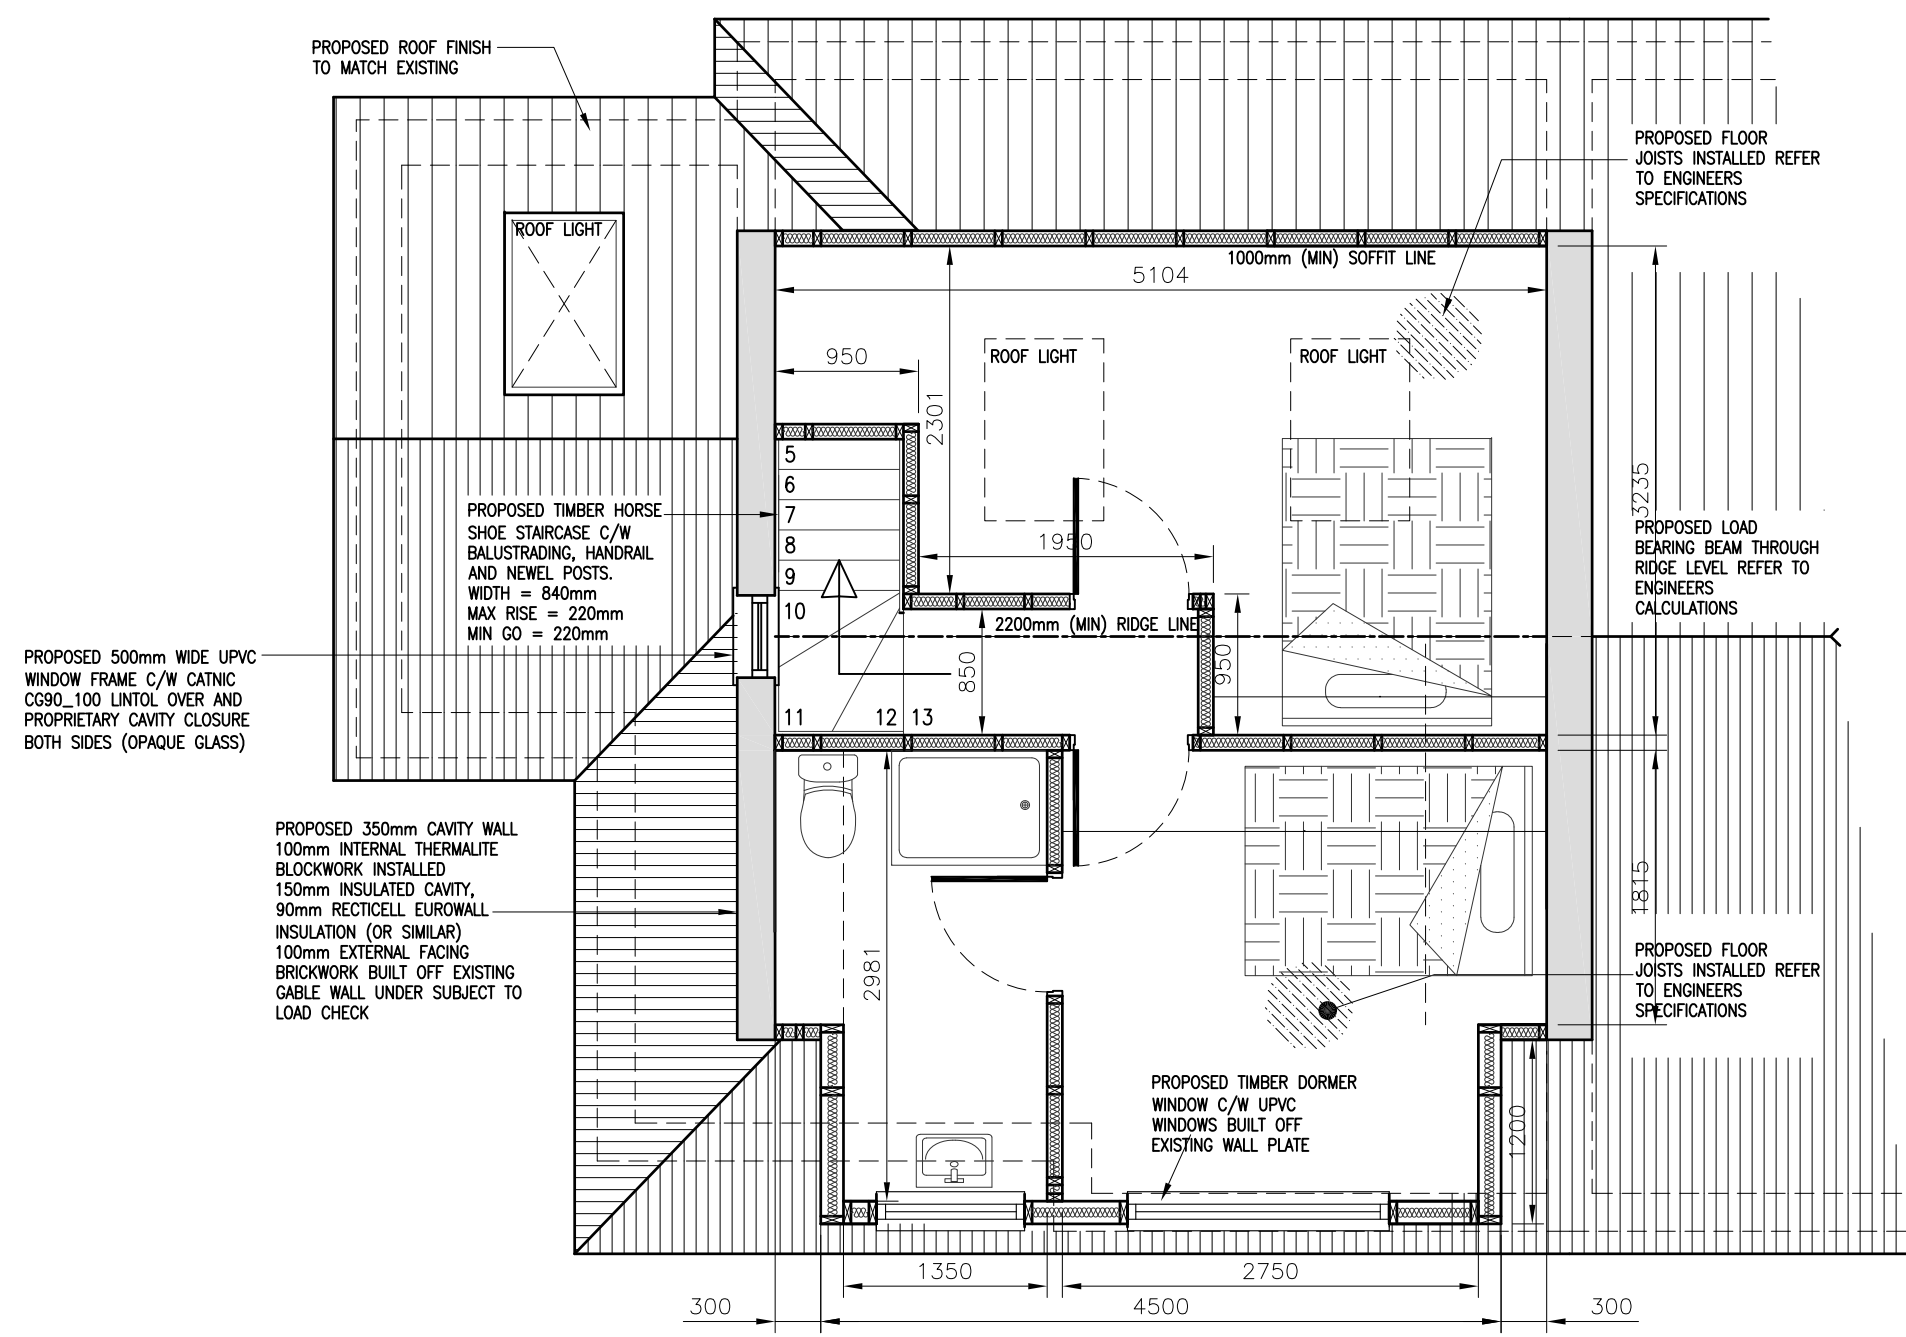 PROPOSED ROOF FINISH
TO MATCH EXISTING
PROPOSED FLOOR
JOISTS INSTALLED REFER
TO ENGINEERS
SPECIFICATIONS
ROOF LIGHT
1000mm (MIN) SOFFIT LINE
5104
950
ROOF LIGHT
ROOF LIGHT
2301
3235
5
6
7
8
9
10
11
12
13
PROPOSED TIMBER HORSE
SHOE STAIRCASE C/W
BALUSTRADING, HANDRAIL
AND NEWEL POSTS.
WIDTH = 840mm
MAX RISE = 220mm
MIN GO = 220mm
1950
PROPOSED LOAD
BEARING BEAM THROUGH
RIDGE LEVEL REFER TO
ENGINEERS
CALCULATIONS
2200mm (MIN) RIDGE LINE
850
950
PROPOSED 500mm WIDE UPVC
WINDOW FRAME C/W CATNIC
CG90_100 LINTOL OVER AND
PROPRIETARY CAVITY CLOSURE
BOTH SIDES (OPAQUE GLASS)
PROPOSED 350mm CAVITY WALL
100mm INTERNAL THERMALITE
BLOCKWORK INSTALLED
150mm INSULATED CAVITY,
90mm RECTICELL EUROWALL
INSULATION (OR SIMILAR)
100mm EXTERNAL FACING
BRICKWORK BUILT OFF EXISTING
GABLE WALL UNDER SUBJECT TO
LOAD CHECK
2981
1815
PROPOSED FLOOR
JOISTS INSTALLED REFER
TO ENGINEERS
SPECIFICATIONS
PROPOSED TIMBER DORMER
WINDOW C/W UPVC
WINDOWS BUILT OFF
EXISTING WALL PLATE
1200
1350
2750
300
4500
300